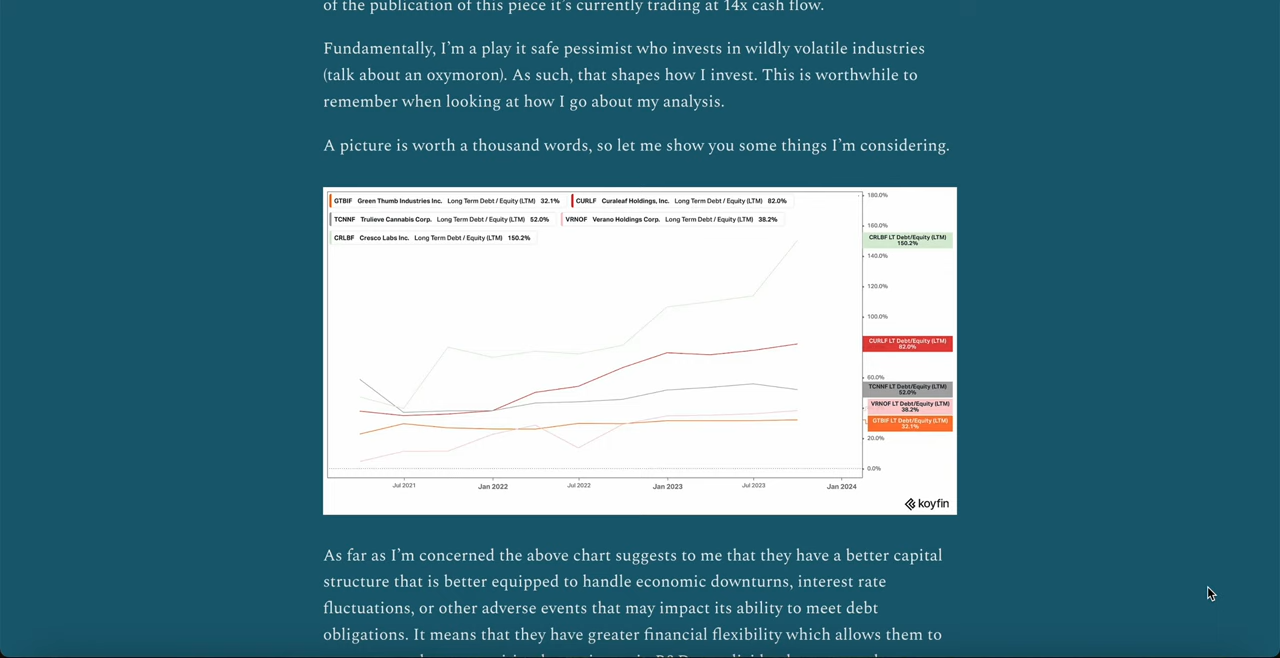 of the publication of this piece it's currently trading at 14x cash flow.
Fundamentally, I'm a play it safe pessimist who invests in wildly volatile industries
(talk about an oxymoron). As such, that shapes how I invest. This is worthwhile to
remember when looking at how I go about my analysis.
A picture is worth a thousand words, so let me show you some things I'm considering.
GTBIF Green Thumb Industries Inc. Long Term Debt / Equity (LTM) 32.1% CURLF Curaleaf Holdings, Inc. Long Term Debt / Equity (LTM) 82.0%
TCNNF Trulieve Cannabis Corp. Long Term Debt / Equity (LTM) 52.0% VRNOF Verano Holdings Corp. Long Term Debt / Equity (LTM) 38.2%
CRLBF Cresco Labs Inc. Long Term Debt / Equity (LTM) 150.2%
180.0%
160.0%
CRLBF LT Debt/Equity (LTM)
150.2%
140.0%
120.0%
100.0%
CURLF LT Debt/Equity (LTM)
82.0%
60.0%
TCNNF LT Debt/Equity (LTM)
52.0%
VRNOF LT Debt/Equity (LTM)
38.2%
GTBIF LT Debt/Equity (LTM)
32.1%
20.0%
0.0%
Jul 2021 Jan 2022 Jul 2022 Jan 2023 Jul 2023 Jan 2024
koyfin
As far as I'm concerned the above chart suggests to me that they have a better capital
structure that is better equipped to handle economic downturns, interest rate
fluctuations, or other adverse events that may impact its ability to meet debt
obligations. It means that they have greater financial flexibility which allows them to